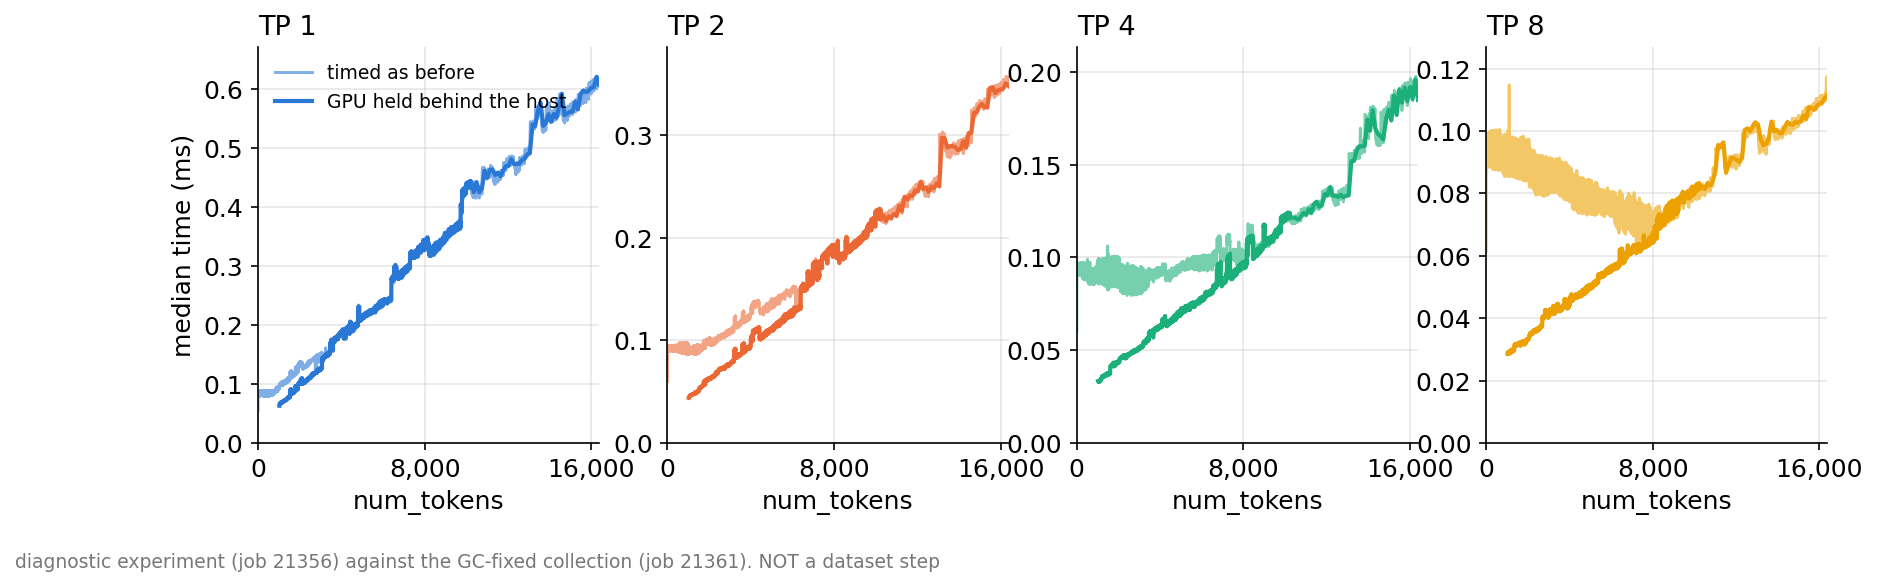 TP 1
TP 2
TP 4
TP 8
median time (ms)
timed as before
GPU held behind the host
0.6
0.5
0.4
0.3
0.2
0.1
0.0
0.3
0.2
0.1
0.0
0.20
0.15
0.10
0.05
0.00
0.12
0.10
0.08
0.06
0.04
0.02
0.00
0 8,000 16,000
0 8,000 16,000
0 8,000 16,000
0 8,000 16,000
num_tokens
num_tokens
num_tokens
num_tokens
diagnostic experiment (job 21356) against the GC-fixed collection (job 21361). NOT a dataset step